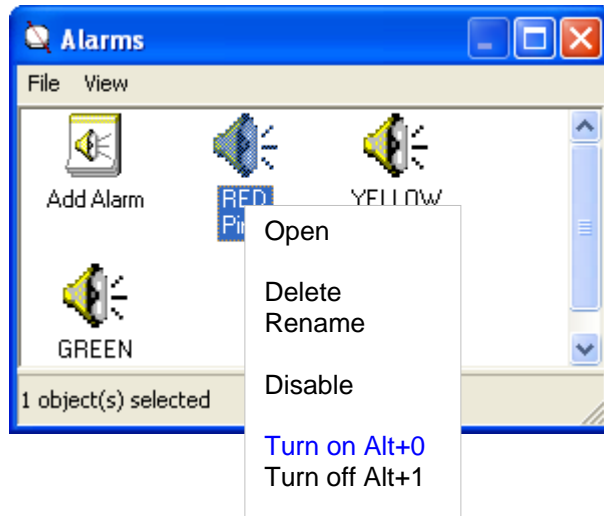 Alarms
File View
Add Alarm
RED
YELLOW
GREEN
1 object(s) selected
Open
Delete
Rename
Disable
Turn on Alt+0
Turn off Alt+1